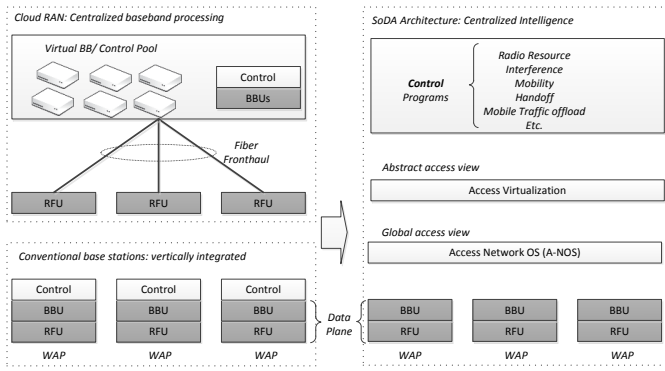 Cloud RAN: Centralized baseband processing
Virtual BB/ Control Pool
Control
BBUs
Fiber
Fronthaul
RFU
RFU
RFU
Conventional base stations: vertically integrated
Control
Control
Control
BBU
BBU
BBU
RFU
RFU
RFU
WAP
WAP
WAP
Data
Plane
SoDA Architecture: Centralized Intelligence
Control
Programs
Radio Resource
Interference
Mobility
Handoff
Mobile Traffic offload
Etc.
Abstract access view
Access Virtualization
Global access view
Access Network OS (A-NOS)
BBU
BBU
BBU
RFU
RFU
RFU
WAP
WAP
WAP